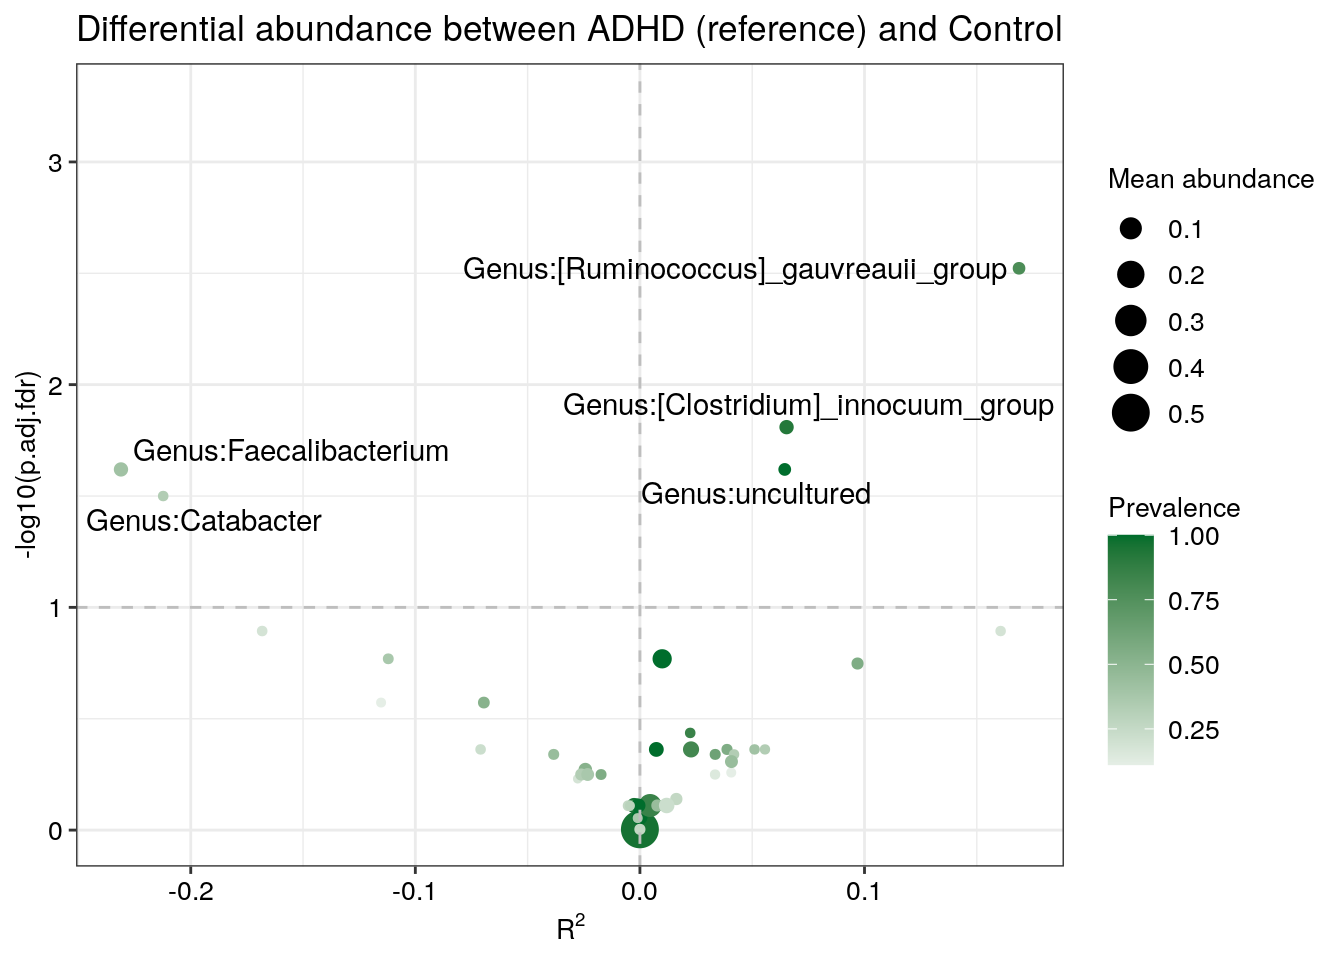 Differential abundance between ADHD (reference) and Control
-log10(p.adj.fdr)
3
2
1
0
Genus:[Ruminococcus]_gauvreauii_group
Genus:[Clostridium]_innocuum_group
Genus:Faecalibacterium
Genus:uncultured
Genus:Catabacter
-0.2
-0.1
0.0
0.1
R²
Mean abundance
0.1
0.2
0.3
0.4
0.5
Prevalence
1.00
0.75
0.50
0.25